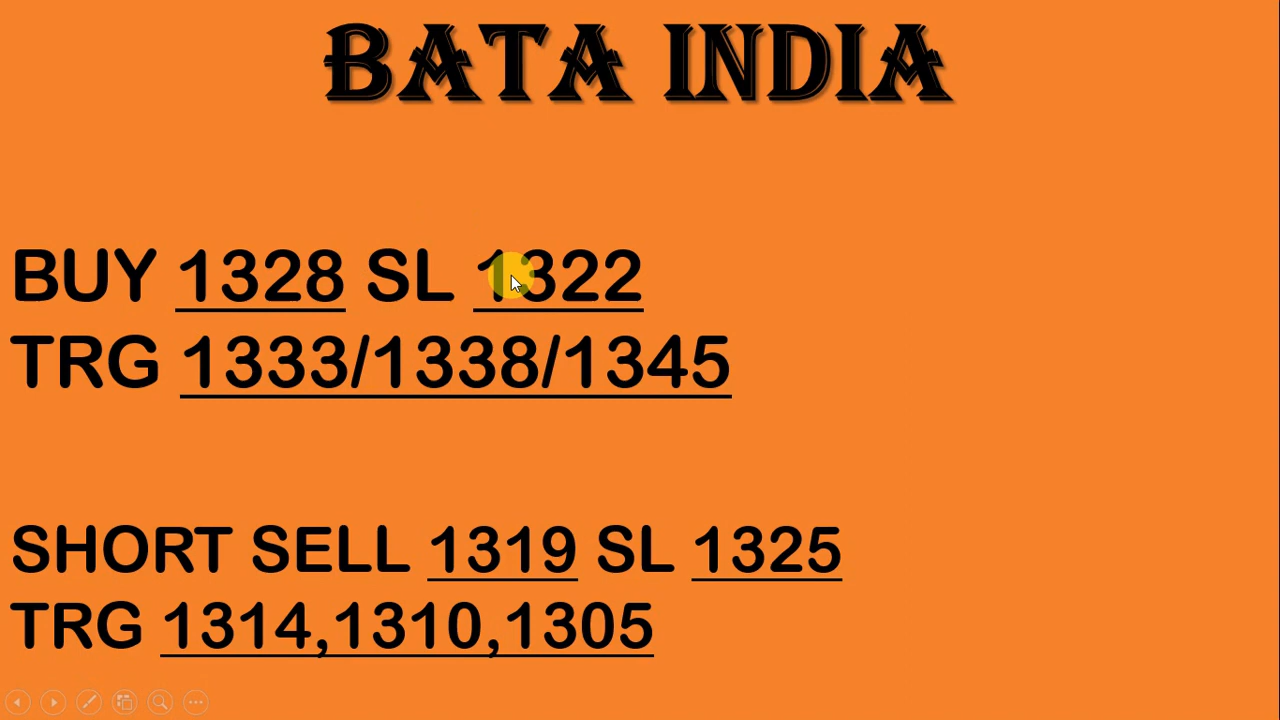 BATA INDIA
BUY 1328 SL 1322
TRG 1333/1338/1345
SHORT SELL 1319 SL 1325
TRG 1314,1310,1305